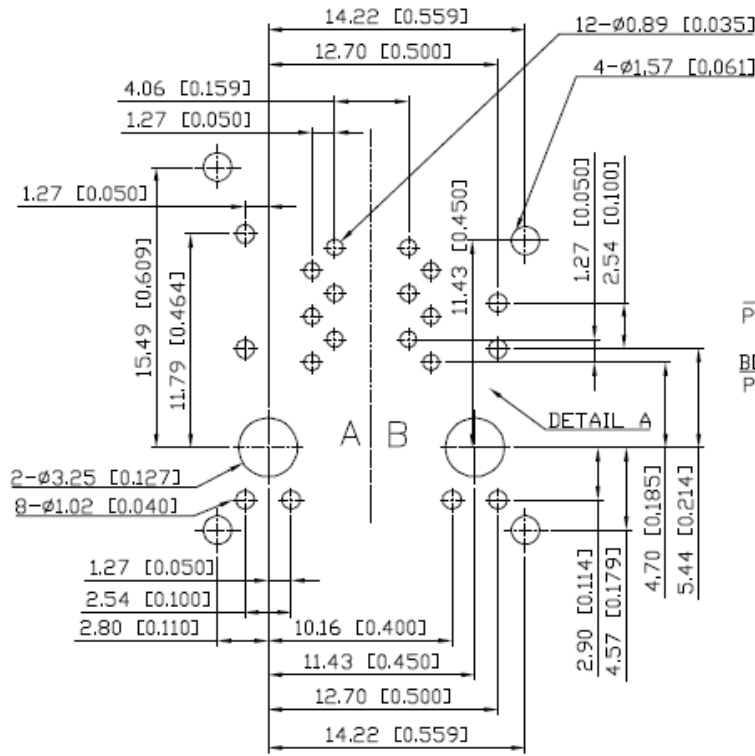 14.22 [0.559]
12-ø0.89 [0.035]
12.70 [0.500]
4-ø1.57 [0.061]
4.06 [0.159]
1.27 [0.050]
1.27 [0.050]
15.49 [0.609]
11.79 [0.464]
11.43 [0.450]
1.27 [0.050]
2.54 [0.100]
P
BO
P
DETAIL A
A B
2-ø3.25 [0.127]
8-ø1.02 [0.040]
4.70 [0.185]
5.44 [0.214]
1.27 [0.050]
2.54 [0.100]
2.80 [0.110]
10.16 [0.400]
2.90 [0.114]
4.57 [0.179]
11.43 [0.450]
12.70 [0.500]
14.22 [0.559]